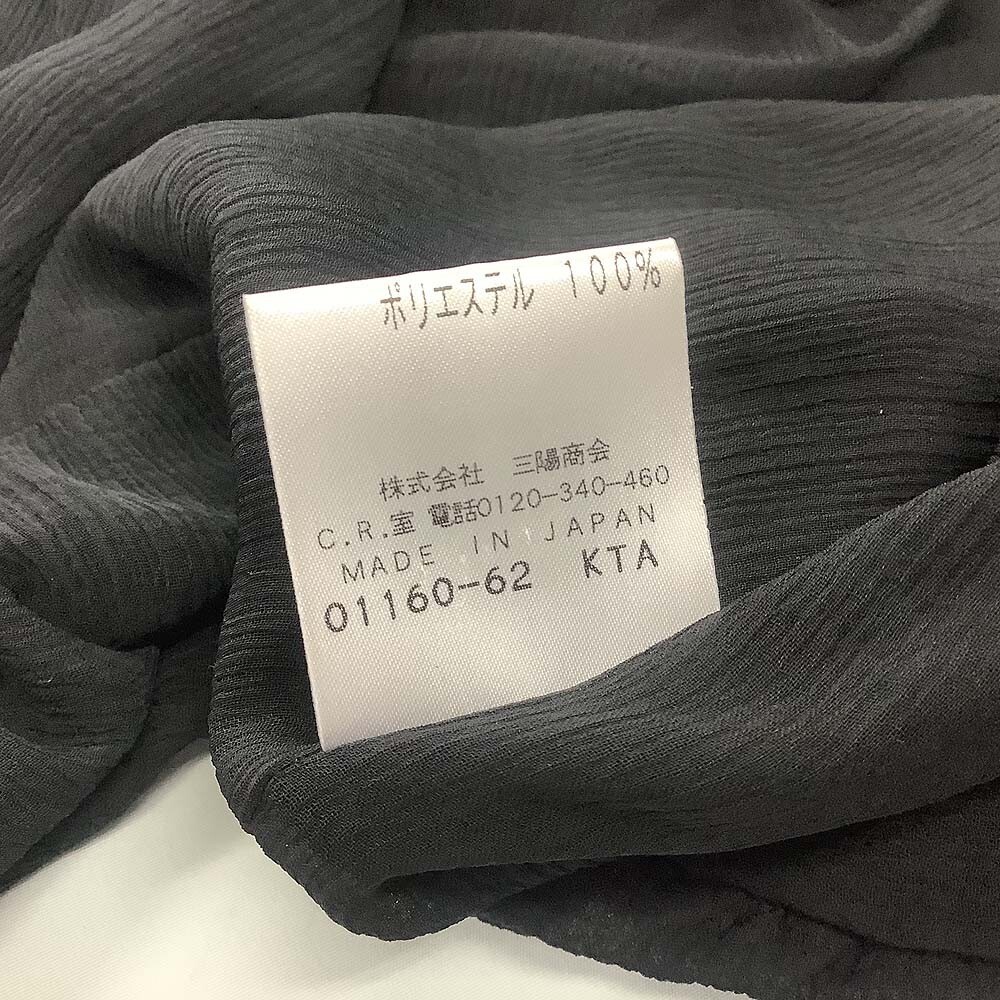 ポリエステル 100%
株式会社 三陽商会
C.R.室 電話0120-340-460
MADE IN JAPAN
01160-62 KTA